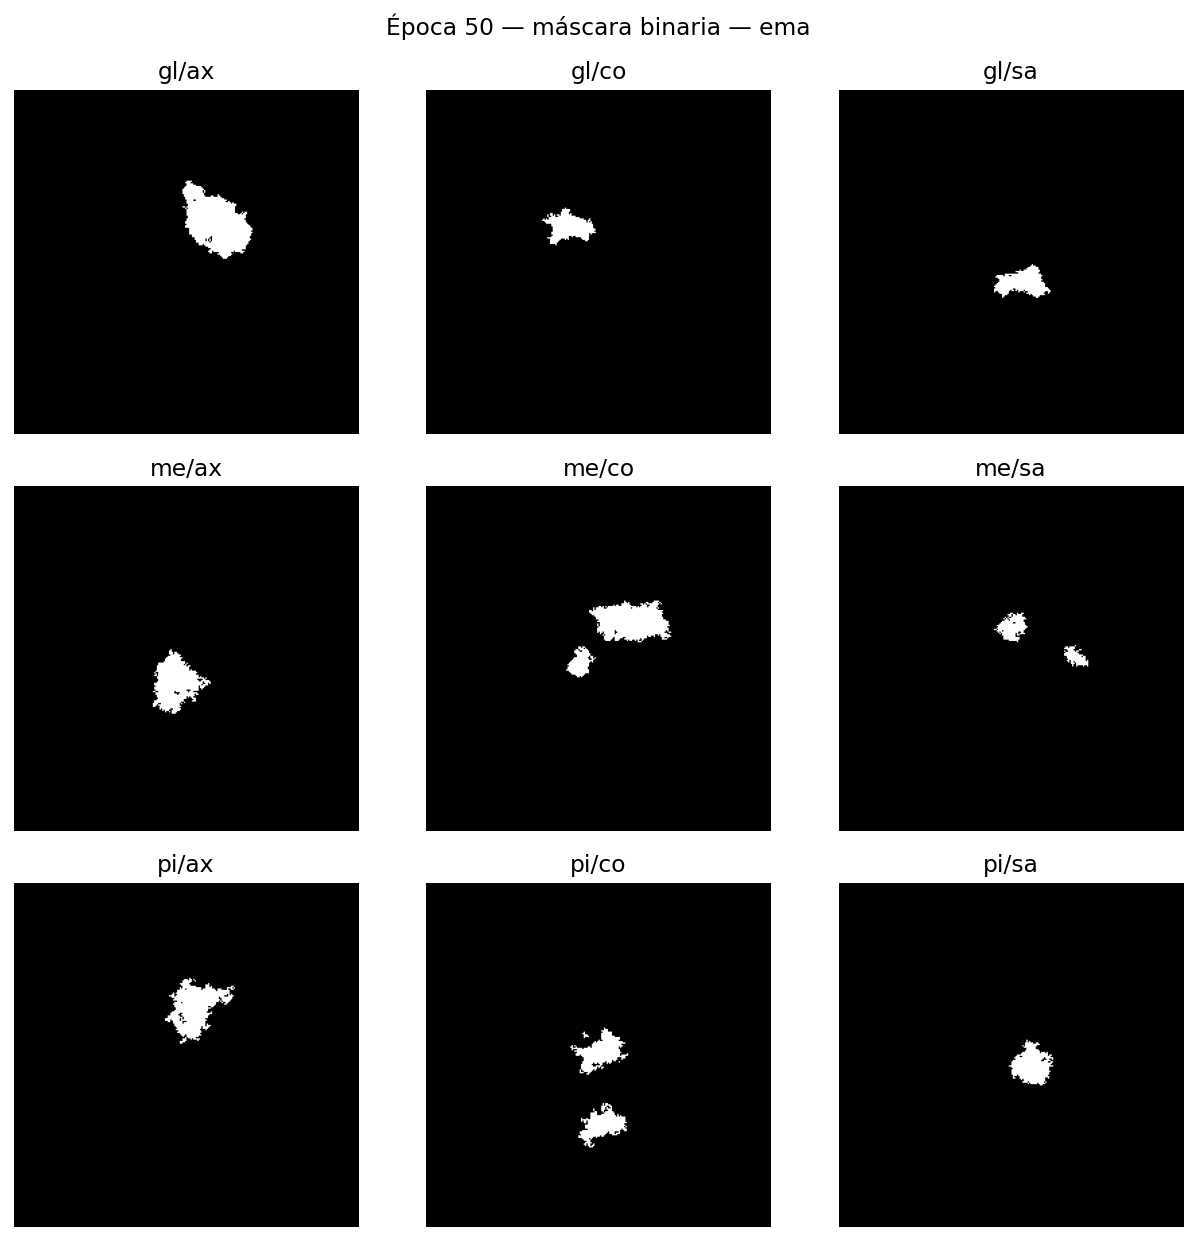 Época 50 — máscara binaria — ema
gl/ax gl/co gl/sa
me/ax me/co me/sa
pi/ax pi/co pi/sa